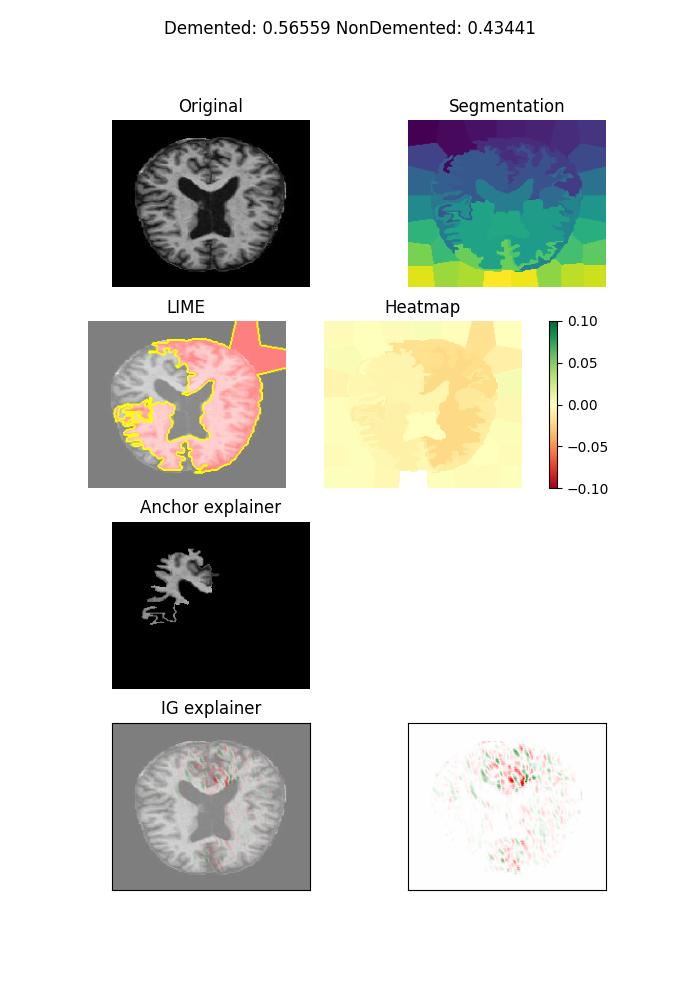 Demented: 0.56559 NonDemented: 0.43441
Original
Segmentation
LIME
Heatmap
0.10
0.05
0.00
−0.05
−0.10
Anchor explainer
IG explainer